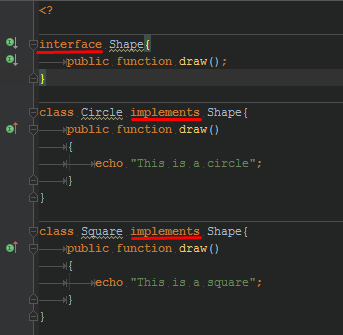 <?
interface Shape{
public function draw();
}
class Circle implements Shape{
public function draw()
{
echo "This is a circle";
}
}
class Square implements Shape{
public function draw()
{
echo "This is a square";
}
}